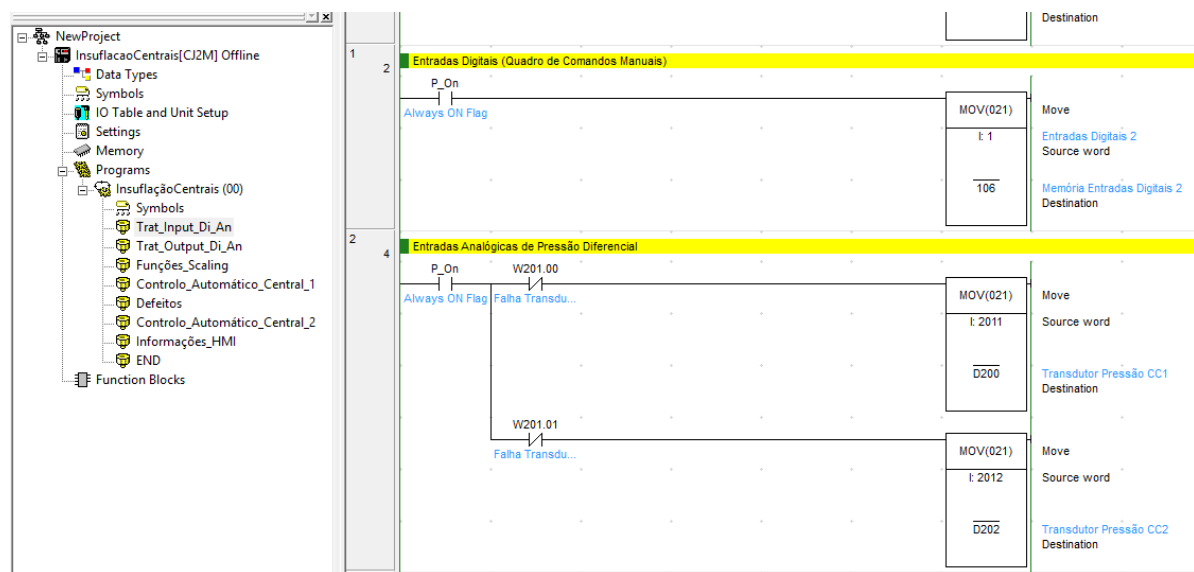 NewProject
InsuflacaoCentrais[CJ2M] Offline
Data Types
Symbols
IO Table and Unit Setup
Settings
Memory
Programs
InsuflaçãoCentrais (00)
Symbols
Trat_Input_Di_An
Trat_Output_Di_An
Funções_Scaling
Controlo_Automático_Central_1
Defeitos
Controlo_Automático_Central_2
Informações_HMI
END
Function Blocks
Destination
1
2
Entradas Digitais (Quadro de Comandos Manuais)
P_On
Always ON Flag
MOV(021)
Move
I: 1
Entradas Digitais 2
Source word
106
Memória Entradas Digitais 2
Destination
2
4
Entradas Analógicas de Pressão Diferencial
P_On
W201.00
Always ON Flag
Falha Transdu...
MOV(021)
Move
I: 2011
Source word
D200
Transdutor Pressão CC1
Destination
W201.01
Falha Transdu...
MOV(021)
Move
I: 2012
Source word
D202
Transdutor Pressão CC2
Destination